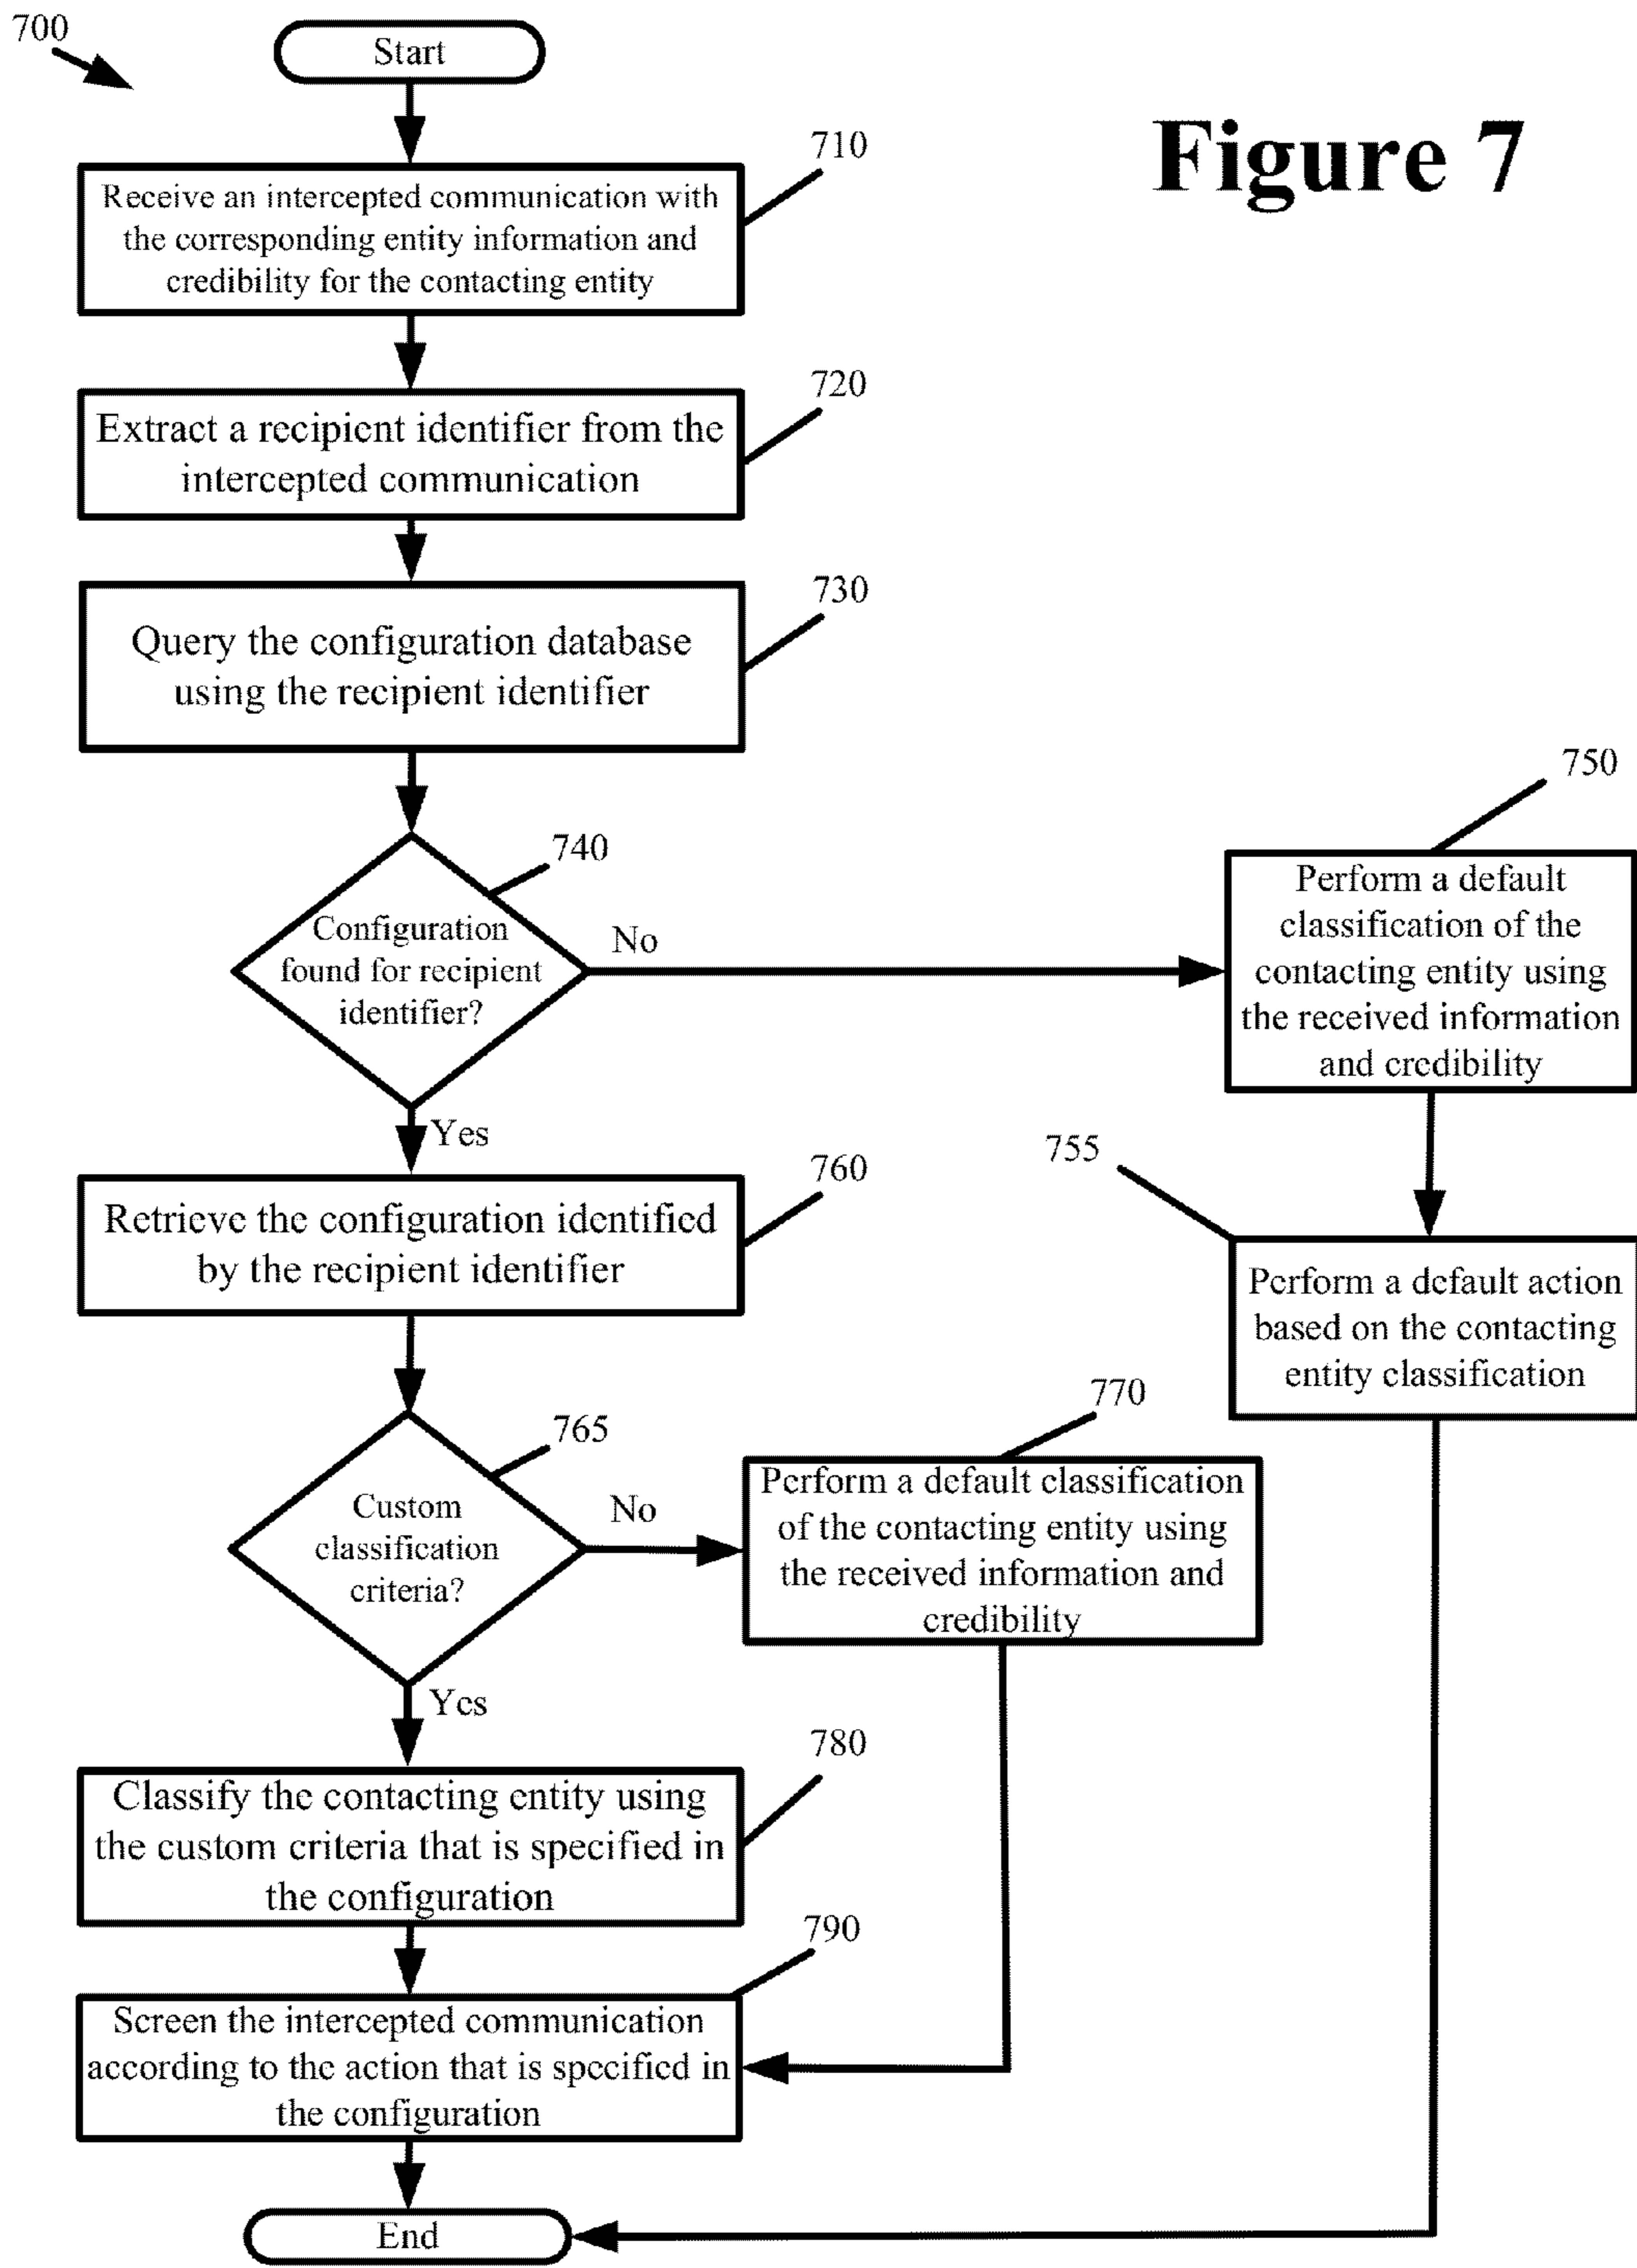 700
Start
Figure 7
710
Receive an intercepted communication with
the corresponding entity information and
credibility for the contacting entity
720
Extract a recipient identifier from the
intercepted communication
730
Query the configuration database
using the recipient identifier
740
Configuration
found for recipient
identifier?
No
750
Perform a default
classification of the
contacting entity using
the received information
and credibility
Yes
755
Perform a default action
based on the contacting
entity classification
760
Retrieve the configuration identified
by the recipient identifier
765
Custom
classification
criteria?
No
770
Perform a default classification
of the contacting entity using
the received information and
credibility
Yes
780
Classify the contacting entity using
the custom criteria that is specified in
the configuration
790
Screen the intercepted communication
according to the action that is specified in
the configuration
End